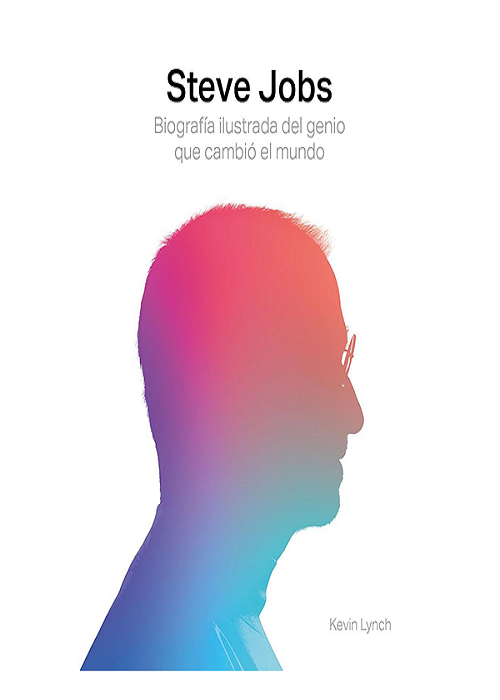 Steve Jobs
Biografía ilustrada del genio
que cambió el mundo
Kevin Lynch